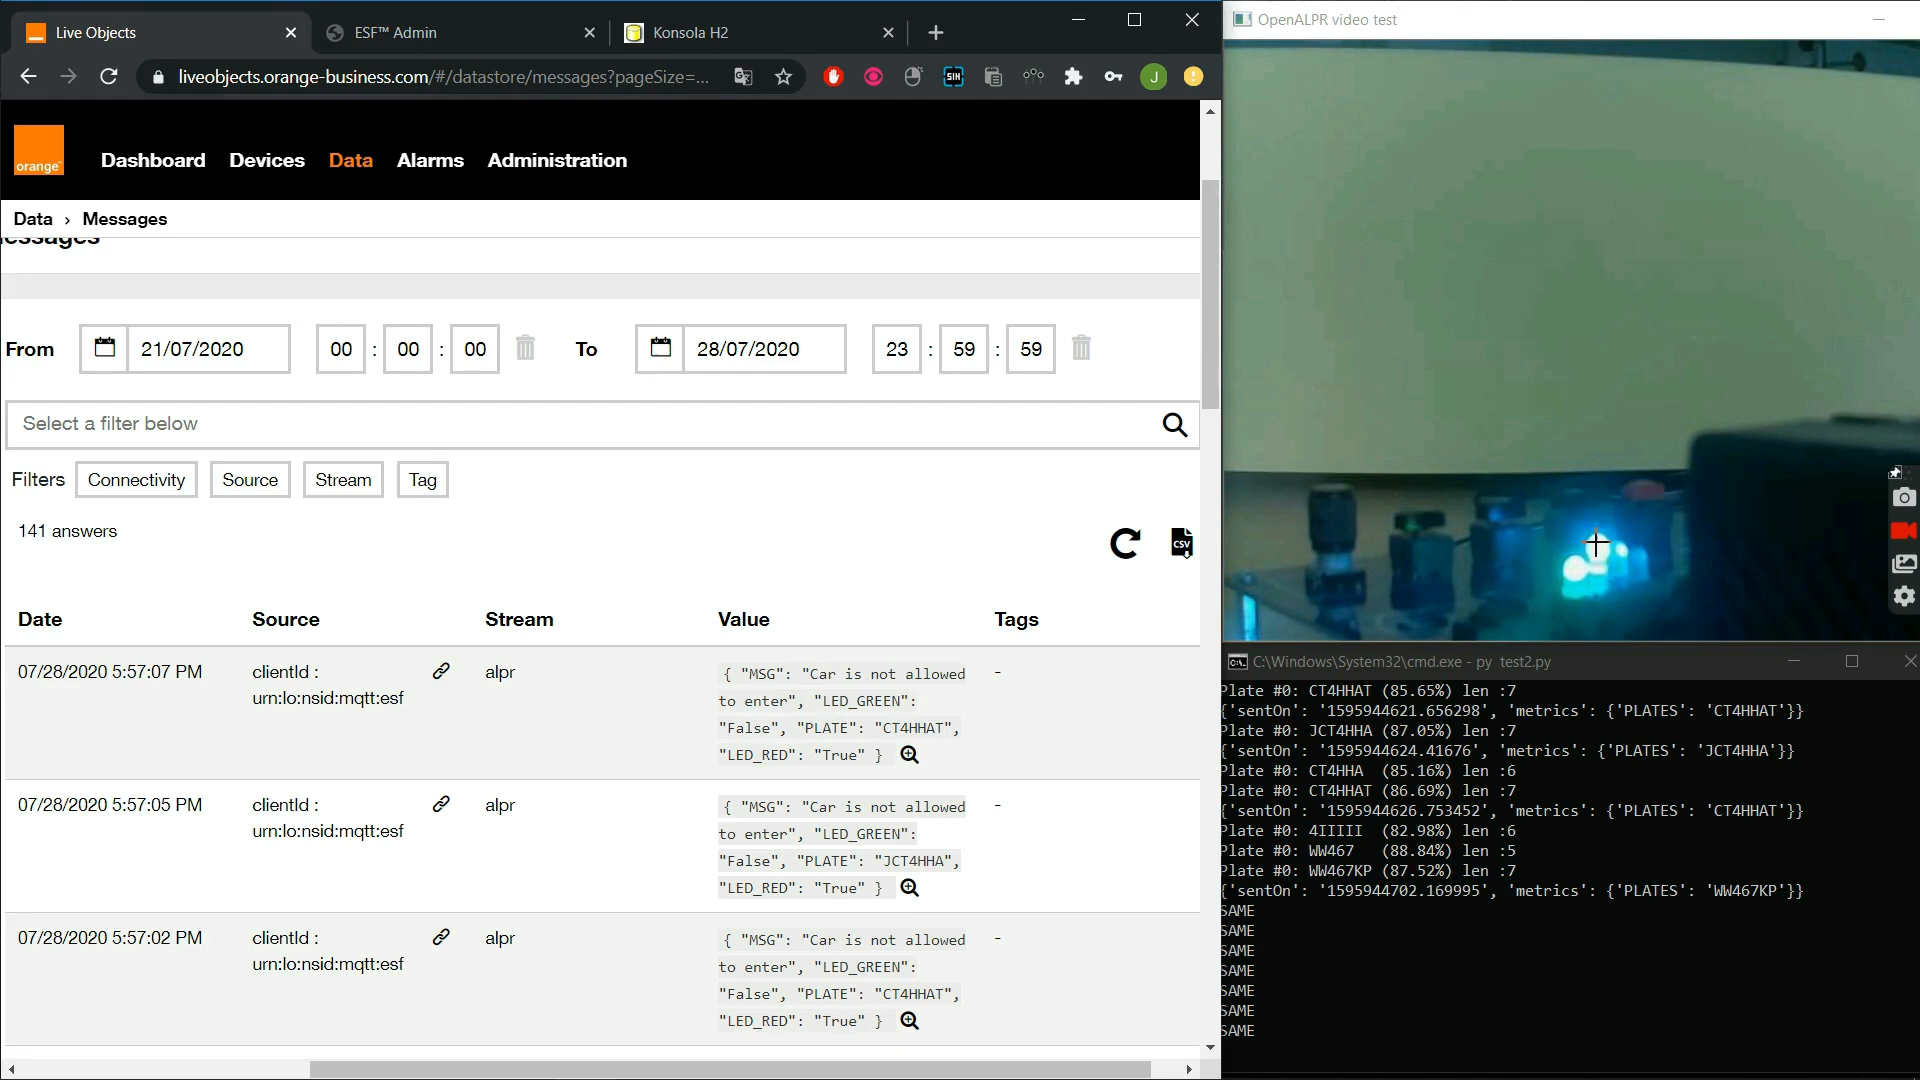 Live Objects
ESF™ Admin
Konsola H2
liveobjects.orange-business.com/#/datastore/messages?pageSize=...
SIH
J
orange™
Dashboard Devices Data Alarms Administration
Data › Messages
From 21/07/2020 00 : 00 : 00 To 28/07/2020 23 : 59 : 59
Select a filter below
Filters Connectivity Source Stream Tag
141 answers
CSV
Date Source Stream Value Tags
07/28/2020 5:57:07 PM clientId : alpr { "MSG": "Car is not allowed -
urn:lo:nsid:mqtt:esf to enter", "LED_GREEN":
"False", "PLATE": "CT4HHAT",
"LED_RED": "True" }
07/28/2020 5:57:05 PM clientId : alpr { "MSG": "Car is not allowed -
urn:lo:nsid:mqtt:esf to enter", "LED_GREEN":
"False", "PLATE": "JCT4HHA",
"LED_RED": "True" }
07/28/2020 5:57:02 PM clientId : alpr { "MSG": "Car is not allowed -
urn:lo:nsid:mqtt:esf to enter", "LED_GREEN":
"False", "PLATE": "CT4HHAT",
"LED_RED": "True" }
OpenALPR video test
C:\Windows\System32\cmd.exe - py test2.py
Plate #0: CT4HHAT (85.65%) len :7
{'sentOn': '1595944621.656298', 'metrics': {'PLATES': 'CT4HHAT'}}
Plate #0: JCT4HHA (87.05%) len :7
{'sentOn': '1595944624.41676', 'metrics': {'PLATES': 'JCT4HHA'}}
Plate #0: CT4HHA (85.16%) len :6
Plate #0: CT4HHAT (86.69%) len :7
{'sentOn': '1595944626.753452', 'metrics': {'PLATES': 'CT4HHAT'}}
Plate #0: 4IIIII (82.98%) len :6
Plate #0: WW467 (88.84%) len :5
Plate #0: WW467KP (87.52%) len :7
{'sentOn': '1595944702.169995', 'metrics': {'PLATES': 'WW467KP'}}
SAME
SAME
SAME
SAME
SAME
SAME
SAME